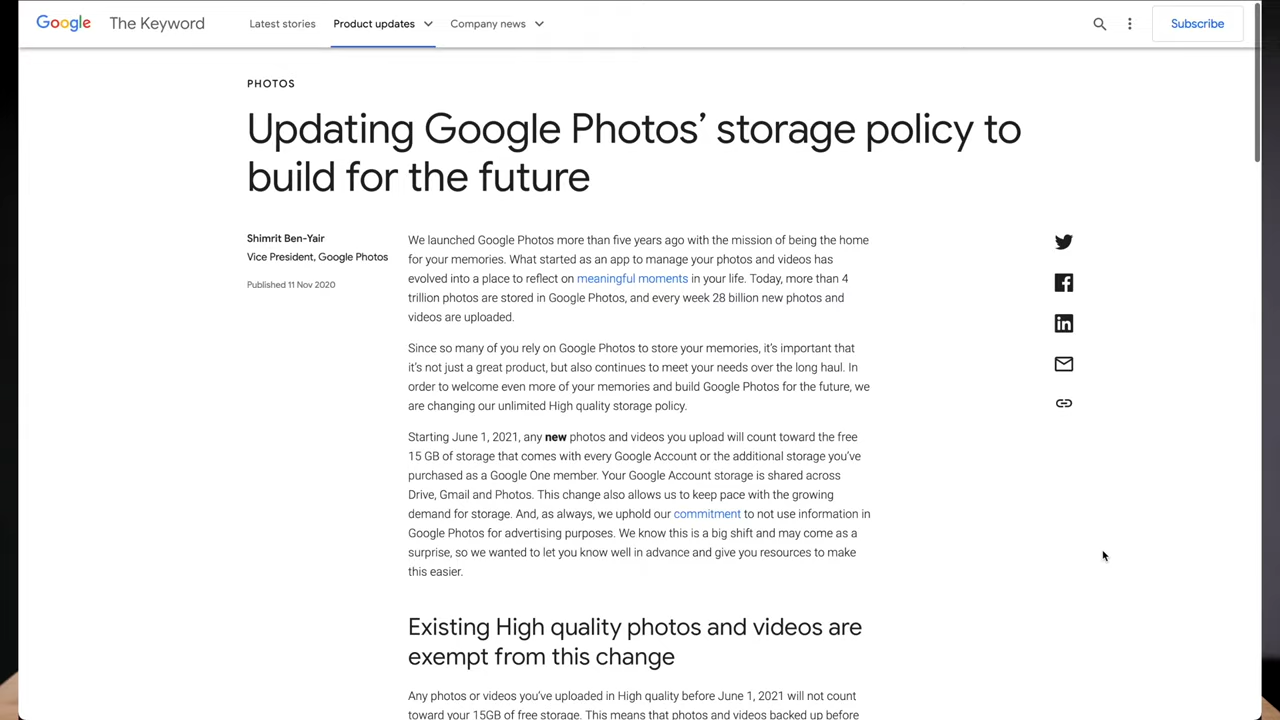 Google The Keyword Latest stories Product updates Company news Subscribe
PHOTOS
Updating Google Photos’ storage policy to
build for the future
Shimrit Ben-Yair
Vice President, Google Photos
Published 11 Nov 2020
We launched Google Photos more than five years ago with the mission of being the home
for your memories. What started as an app to manage your photos and videos has
evolved into a place to reflect on meaningful moments in your life. Today, more than 4
trillion photos are stored in Google Photos, and every week 28 billion new photos and
videos are uploaded.
Since so many of you rely on Google Photos to store your memories, it’s important that
it’s not just a great product, but also continues to meet your needs over the long haul. In
order to welcome even more of your memories and build Google Photos for the future, we
are changing our unlimited High quality storage policy.
Starting June 1, 2021, any new photos and videos you upload will count toward the free
15 GB of storage that comes with every Google Account or the additional storage you’ve
purchased as a Google One member. Your Google Account storage is shared across
Drive, Gmail and Photos. This change also allows us to keep pace with the growing
demand for storage. And, as always, we uphold our commitment to not use information in
Google Photos for advertising purposes. We know this is a big shift and may come as a
surprise, so we wanted to let you know well in advance and give you resources to make
this easier.
Existing High quality photos and videos are
exempt from this change
Any photos or videos you’ve uploaded in High quality before June 1, 2021 will not count
toward your 15GB of free storage. This means that photos and videos backed up before